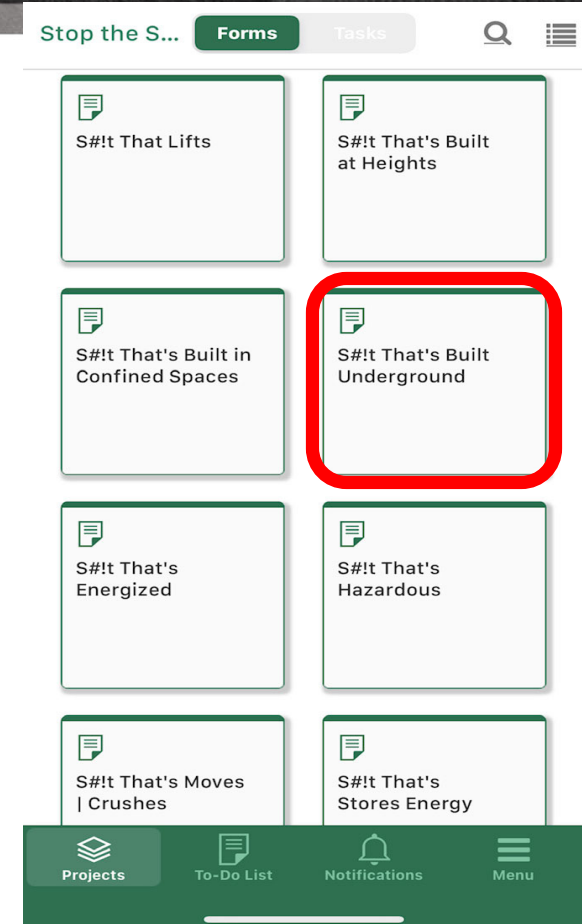 Stop the S... Forms Tasks
S#!t That Lifts
S#!t That's Built
at Heights
S#!t That's Built in
Confined Spaces
S#!t That's Built
Underground
S#!t That's
Energized
S#!t That's
Hazardous
S#!t That's Moves
| Crushes
S#!t That's
Stores Energy
Projects To-Do List Notifications Menu